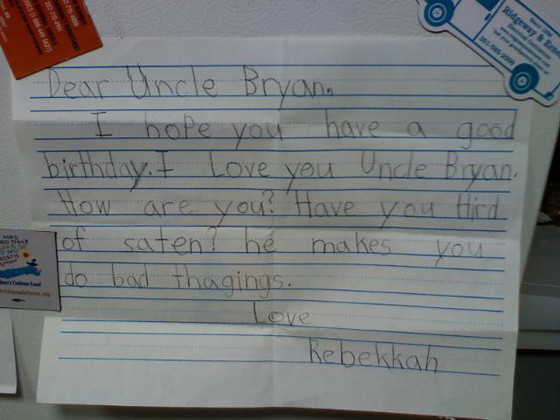 Dear Uncle Bryan.
I hope you have a good
birthday. I Love you Uncle Bryan.
How are you? Have you Hird
of saten? he makes you
do bad thagings.
Love
Rebekkah
Ridgeway &